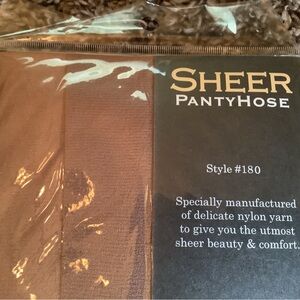 SHEER
PANTYHOSE
Style #180
Specially manufactured
of delicate nylon yarn
to give you the utmost
sheer beauty & comfort.